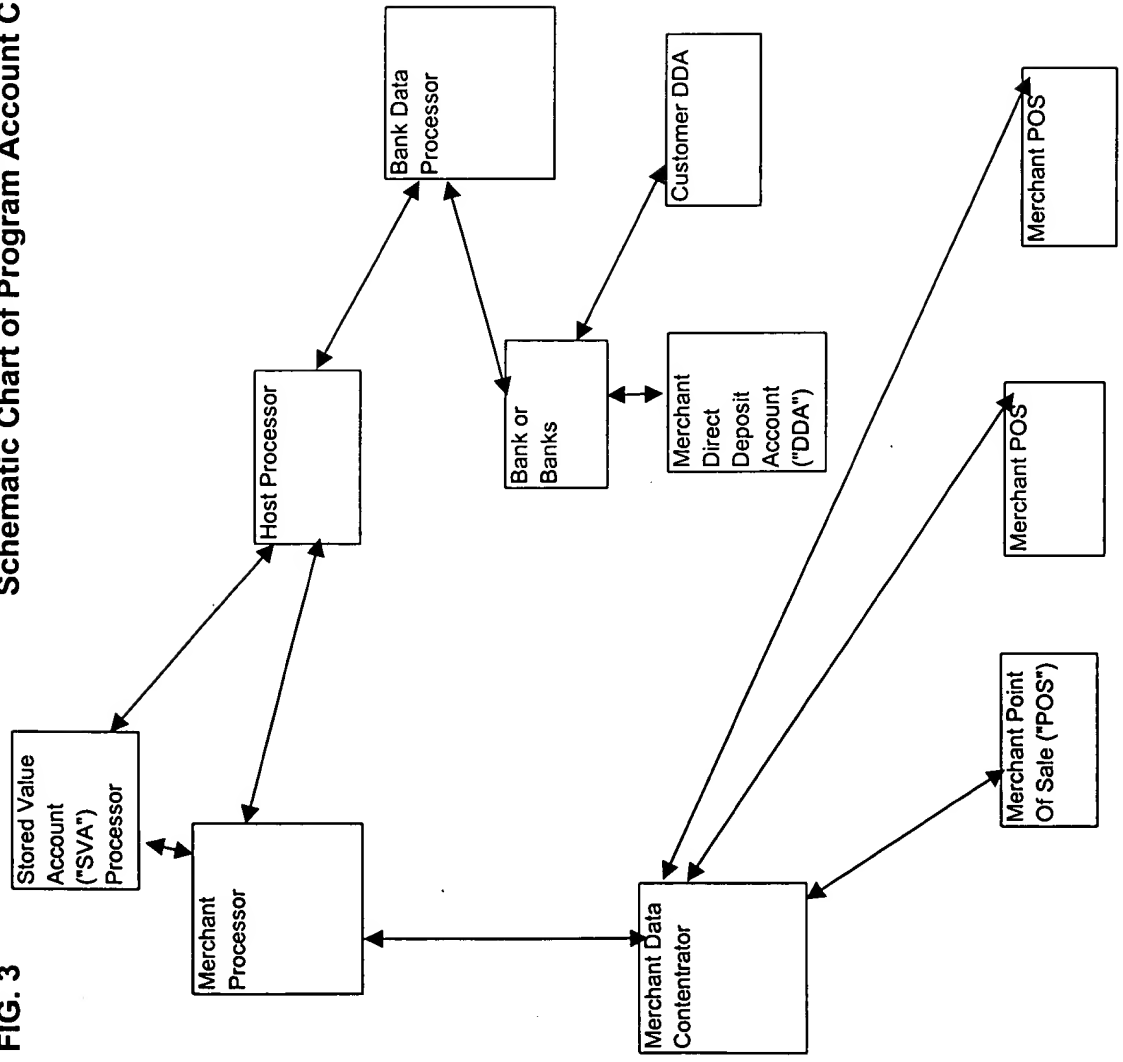 FIG. 3
Schematic Chart of Program Account C
Stored Value
Account
("SVA")
Processor
Merchant
Processor
Host Processor
Bank Data
Processor
Bank or
Banks
Customer DDA
Merchant
Direct
Deposit
Account
("DDA")
Merchant Data
Contentrator
Merchant Point
Of Sale ("POS")
Merchant POS
Merchant POS